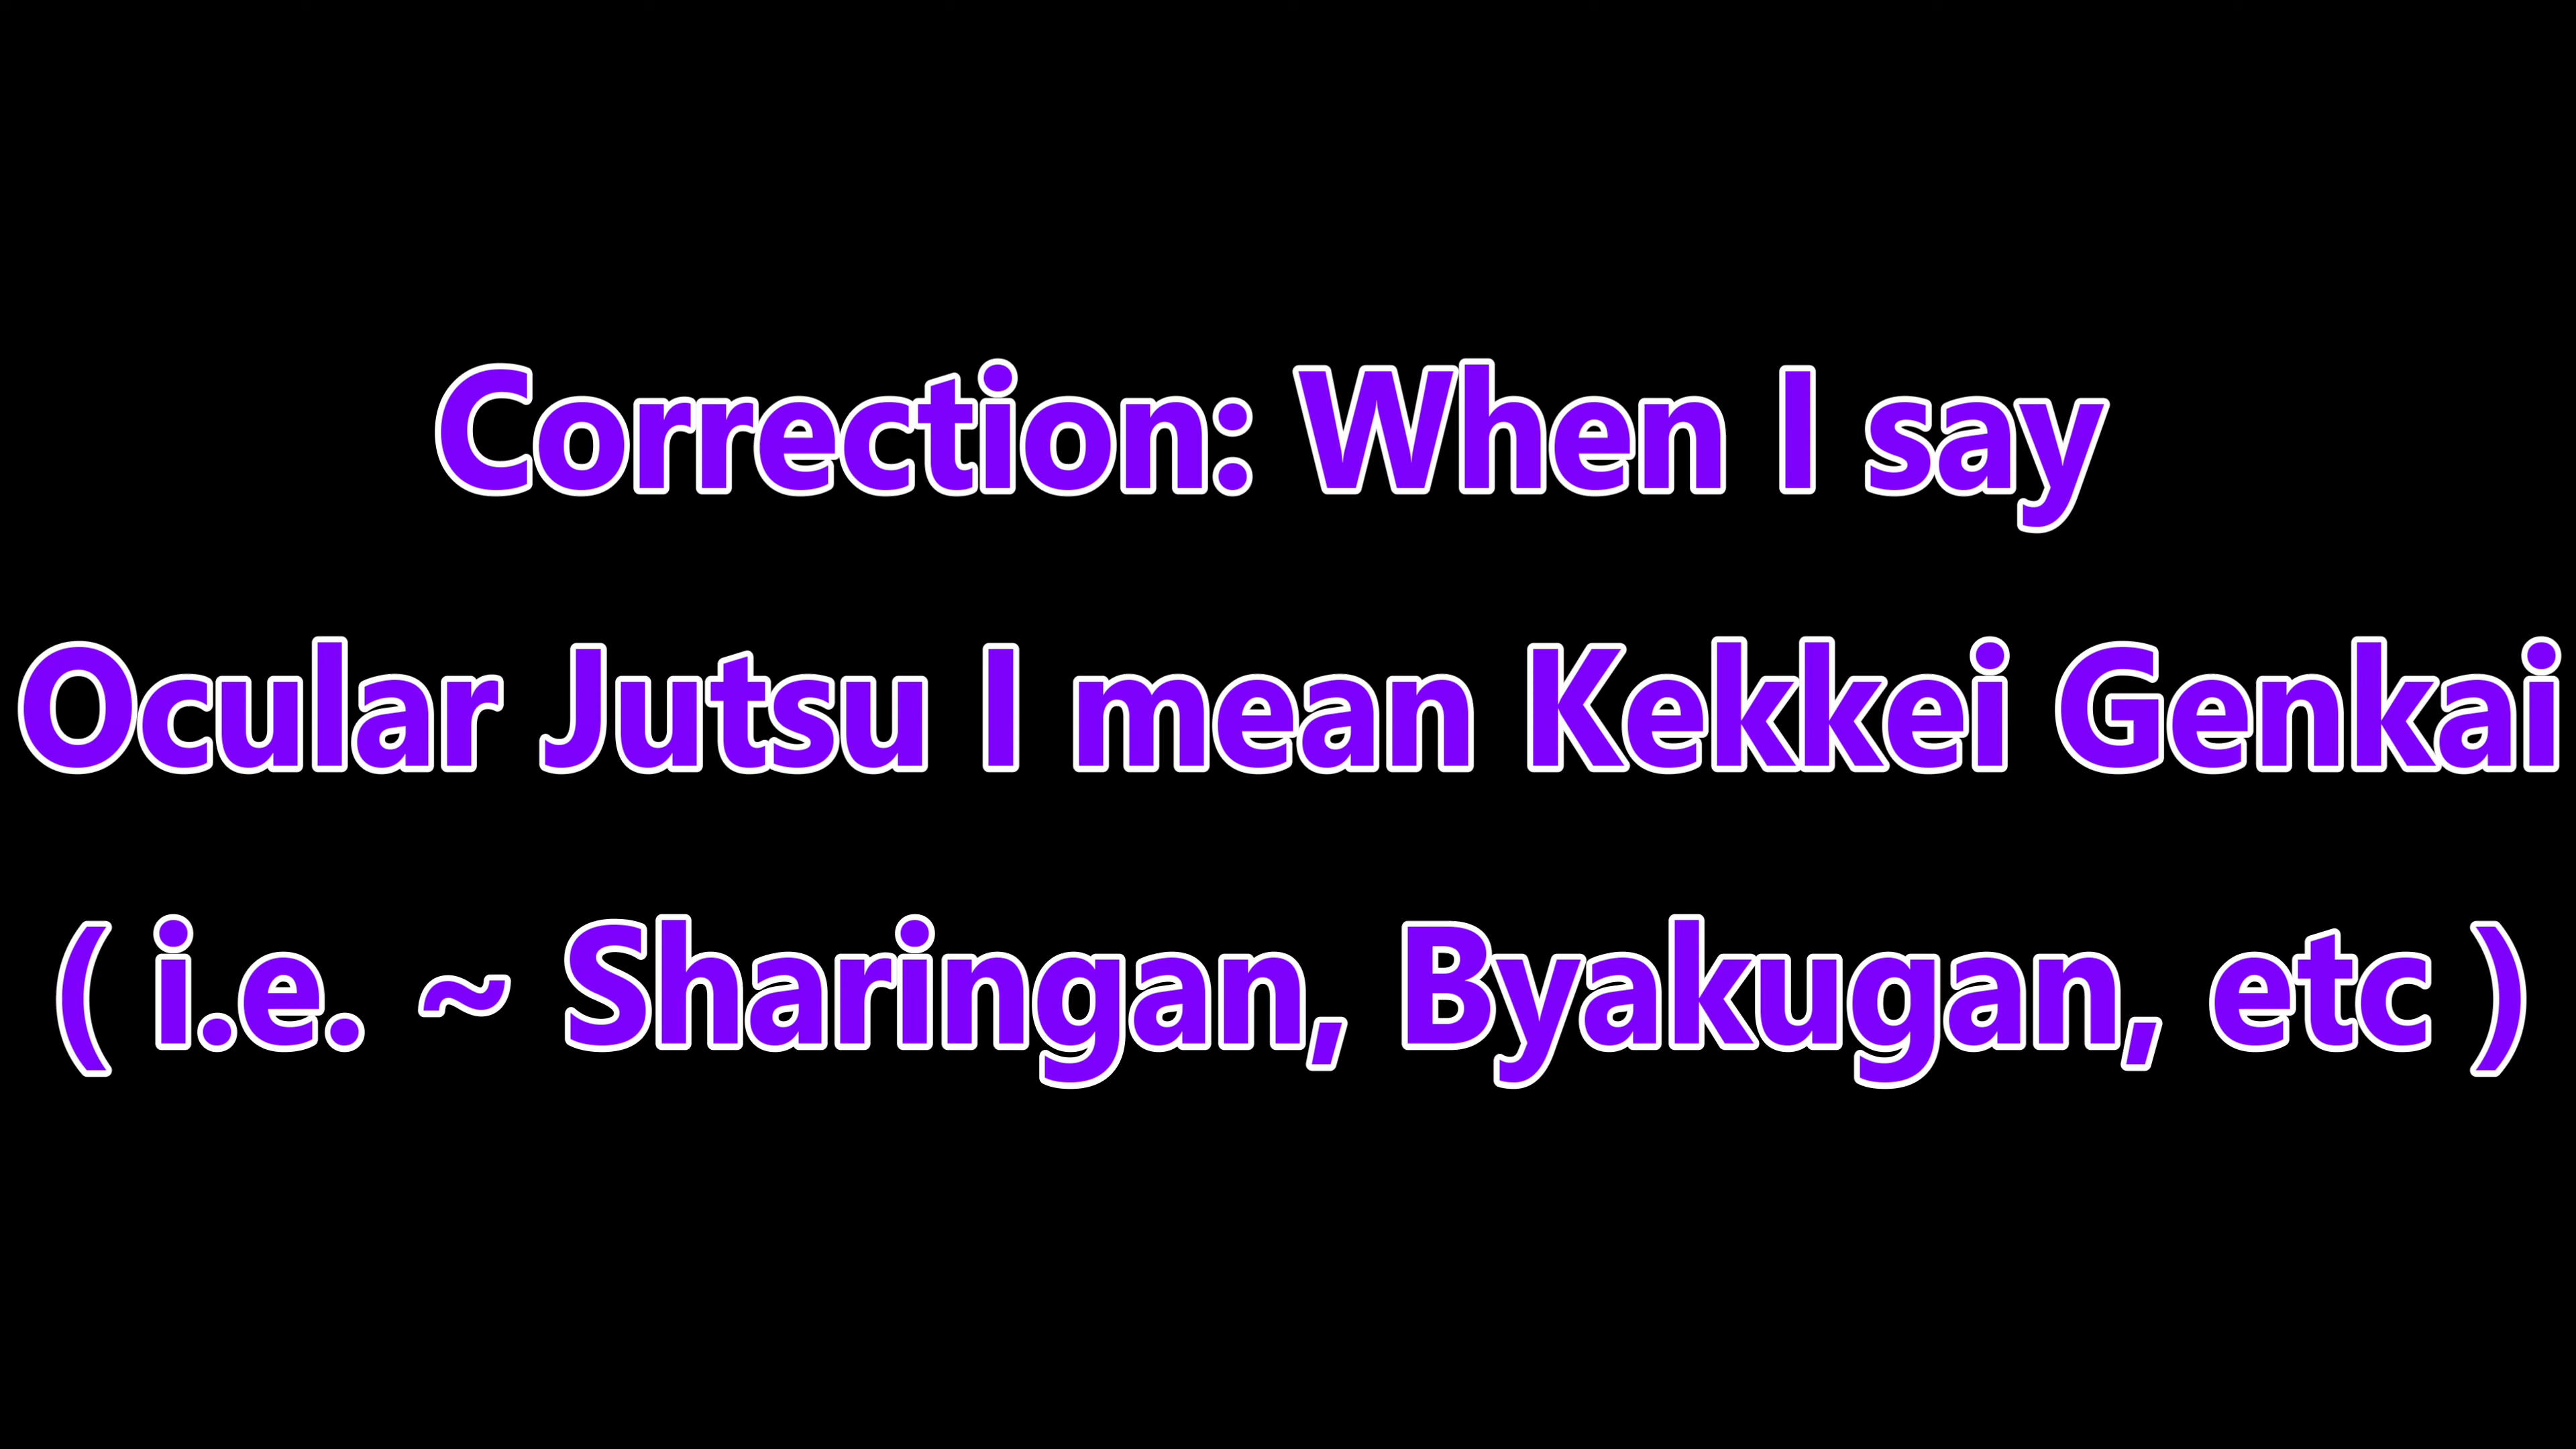 Correction: When I say
Ocular Jutsu I mean Kekkei Genkai
( i.e. ~ Sharingan, Byakugan, etc )